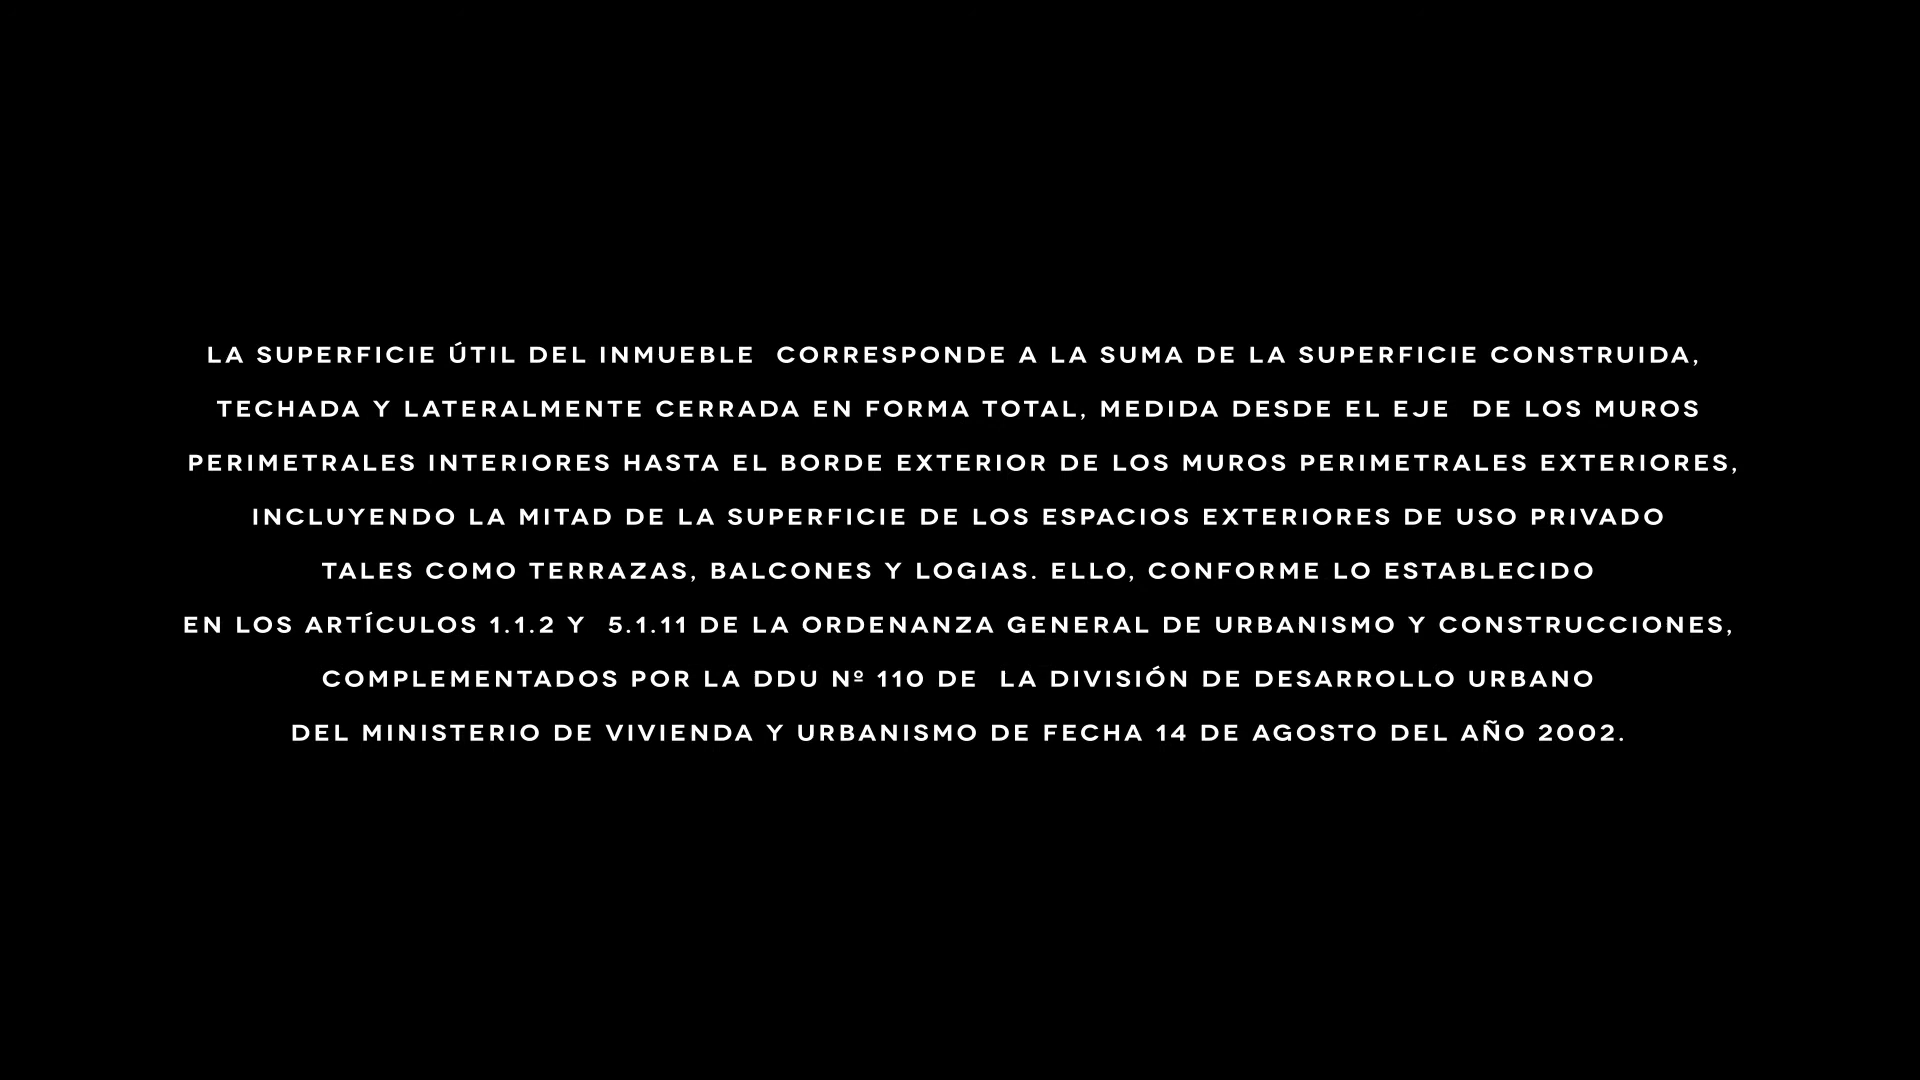 LA SUPERFICIE ÚTIL DEL INMUEBLE  CORRESPONDE A LA SUMA DE LA SUPERFICIE CONSTRUIDA,
TECHADA Y LATERALMENTE CERRADA EN FORMA TOTAL, MEDIDA DESDE EL EJE  DE LOS MUROS
PERIMETRALES INTERIORES HASTA EL BORDE EXTERIOR DE LOS MUROS PERIMETRALES EXTERIORES,
INCLUYENDO LA MITAD DE LA SUPERFICIE DE LOS ESPACIOS EXTERIORES DE USO PRIVADO
TALES COMO TERRAZAS, BALCONES Y LOGIAS. ELLO, CONFORME LO ESTABLECIDO
EN LOS ARTÍCULOS 1.1.2 Y  5.1.11 DE LA ORDENANZA GENERAL DE URBANISMO Y CONSTRUCCIONES,
COMPLEMENTADOS POR LA DDU Nº 110 DE  LA DIVISIÓN DE DESARROLLO URBANO
DEL MINISTERIO DE VIVIENDA Y URBANISMO DE FECHA 14 DE AGOSTO DEL AÑO 2002.